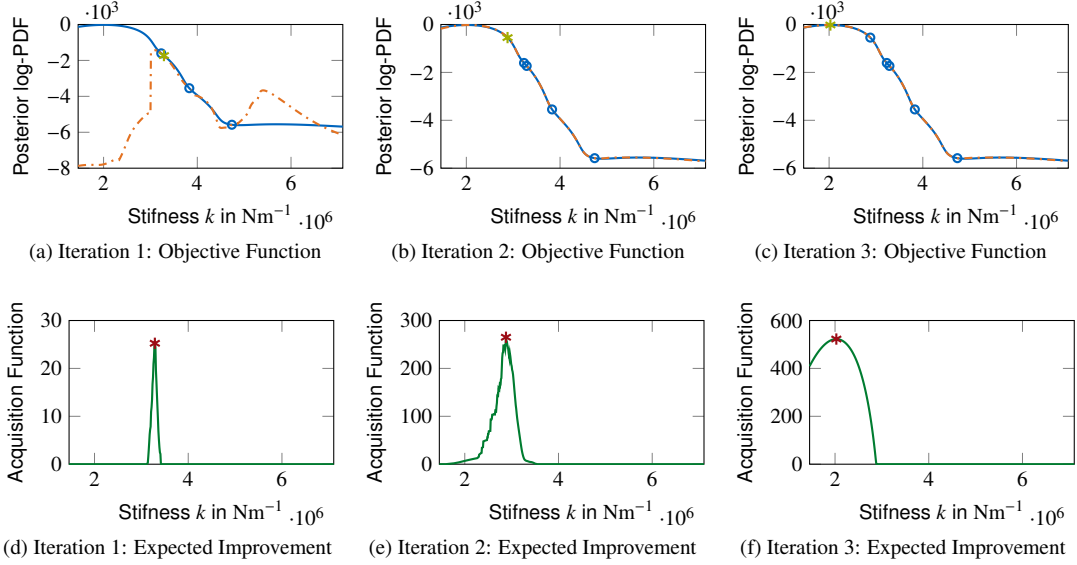 ·10³
·10³
·10³
0
−2
−4
−6
−8
2 4 6
Posterior log-PDF
Stifness k in Nm⁻¹ ·10⁶
(a) Iteration 1: Objective Function
0
−2
−4
−6
2 4 6
Posterior log-PDF
Stifness k in Nm⁻¹ ·10⁶
(b) Iteration 2: Objective Function
0
−2
−4
−6
2 4 6
Posterior log-PDF
Stifness k in Nm⁻¹ ·10⁶
(c) Iteration 3: Objective Function
30
20
10
0
2 4 6
Acquisition Function
Stifness k in Nm⁻¹ ·10⁶
(d) Iteration 1: Expected Improvement
300
200
100
0
2 4 6
Acquisition Function
Stifness k in Nm⁻¹ ·10⁶
(e) Iteration 2: Expected Improvement
600
400
200
0
2 4 6
Acquisition Function
Stifness k in Nm⁻¹ ·10⁶
(f) Iteration 3: Expected Improvement